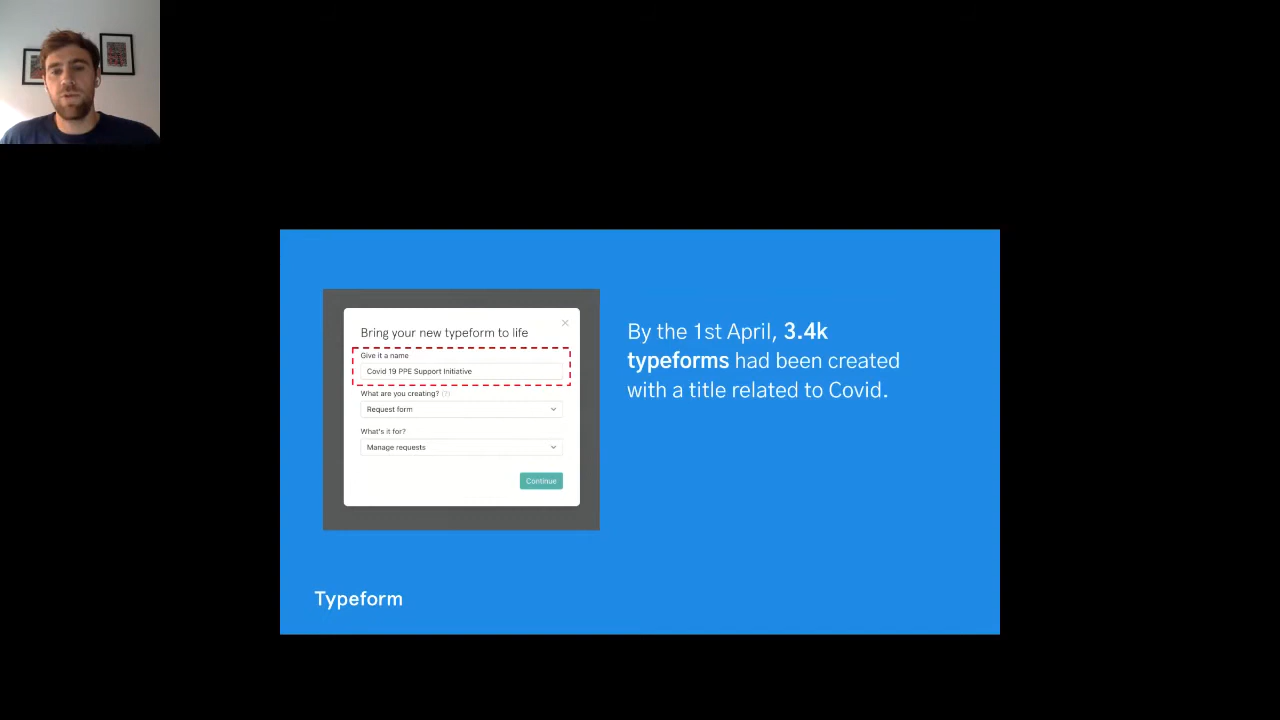 Bring your new typeform to life
Give it a name
Covid 19 PPE Support Initiative
What are you creating? (?)
Request form
What's it for?
Manage requests
Continue
By the 1st April, 3.4k
typeforms had been created
with a title related to Covid.
Typeform